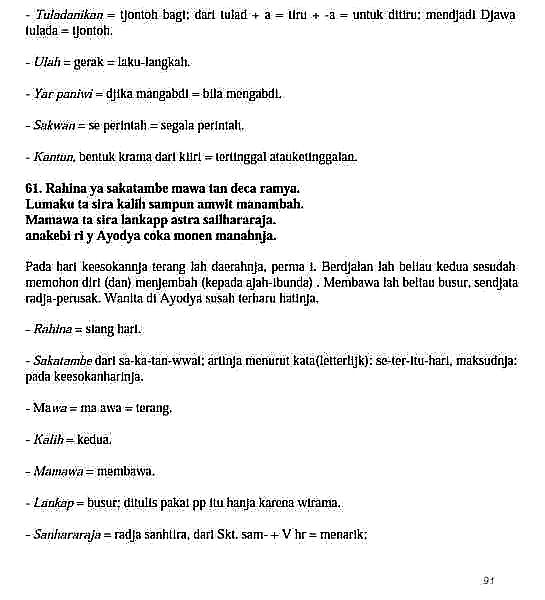 - Tuladanikan = tjontoh bagi; dari tulad + a = tiru + -a = untuk ditiru; mendjadi Djawa
tulada = tjontoh.
- Ulah = gerak = laku-langkah.
- Yar paniwi = djika mangabdi = bila mengabdi.
- Sakwan = se perintah = segala perintah.
- Kantun, bentuk krama dari kiiri = tertinggal atauketinggalan.
61. Rahina ya sakatambe mawa tan deca ramya.
Lumaku ta sira kalih sampun amwit manambah.
Mamawa ta sira lankapp astra sailhararaja.
anakebi ri y Ayodya coka monen manahnja.
Pada hari keesokannja terang lah daerahnja, perma i. Berdjalan lah beliau kedua sesudah
memohon diri (dan) menjembah (kepada ajah-ibunda) . Membawa lah beliau busur, sendjata
radja-perusak. Wanita di Ayodya susah terharu hatinja.
- Rahina = siang hari.
- Sakatambe dari sa-ka-tan-wwai; artinja menurut kata(letterlijk): se-ter-itu-hari, maksudnja:
pada keesokanharinja.
- Mawa = ma awa = terang.
- Kalih = kedua.
- Mamawa = membawa.
- Lankap = busur; ditulis pakai pp itu hanja karena wirama.
- Sanhararaja = radja sanhtira, dari Skt. sam- + V hr = menarik;
91